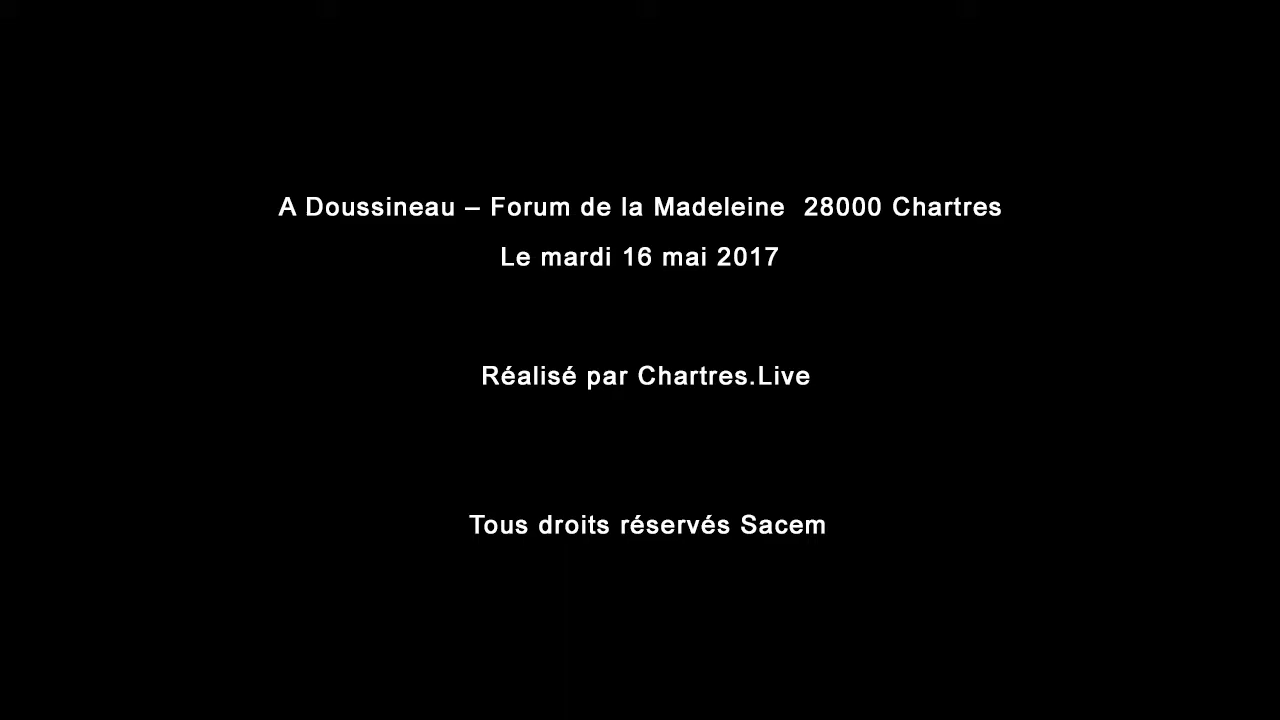 A Doussineau – Forum de la Madeleine  28000 Chartres
Le mardi 16 mai 2017
Réalisé par Chartres.Live
Tous droits réservés Sacem